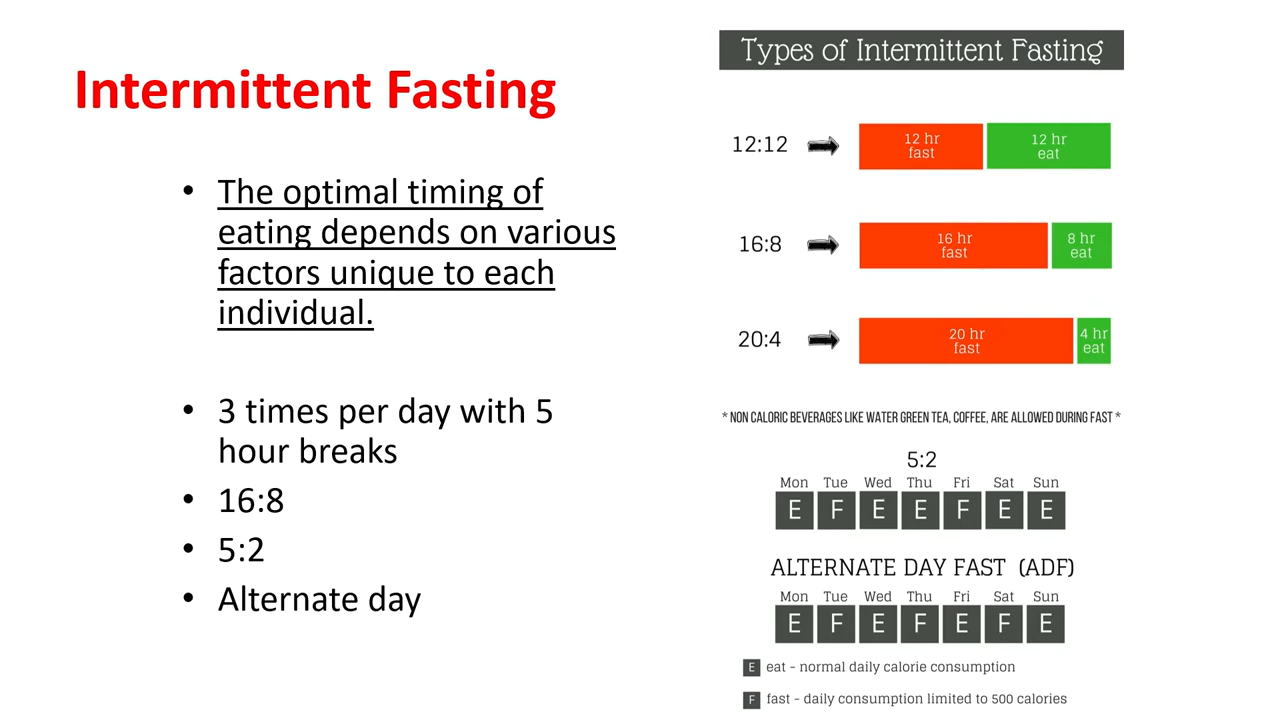 Intermittent Fasting
• The optimal timing of
eating depends on various
factors unique to each
individual.
• 3 times per day with 5
hour breaks
• 16:8
• 5:2
• Alternate day
Types of Intermittent Fasting
12:12
12 hr
fast
12 hr
eat
16:8
16 hr
fast
8 hr
eat
20:4
20 hr
fast
4 hr
eat
* NON CALORIC BEVERAGES LIKE WATER GREEN TEA, COFFEE, ARE ALLOWED DURING FAST *
5:2
Mon Tue Wed Thu Fri Sat Sun
E F E E F E E
ALTERNATE DAY FAST (ADF)
Mon Tue Wed Thu Fri Sat Sun
E F E F E F E
E eat - normal daily calorie consumption
F fast - daily consumption limited to 500 calories